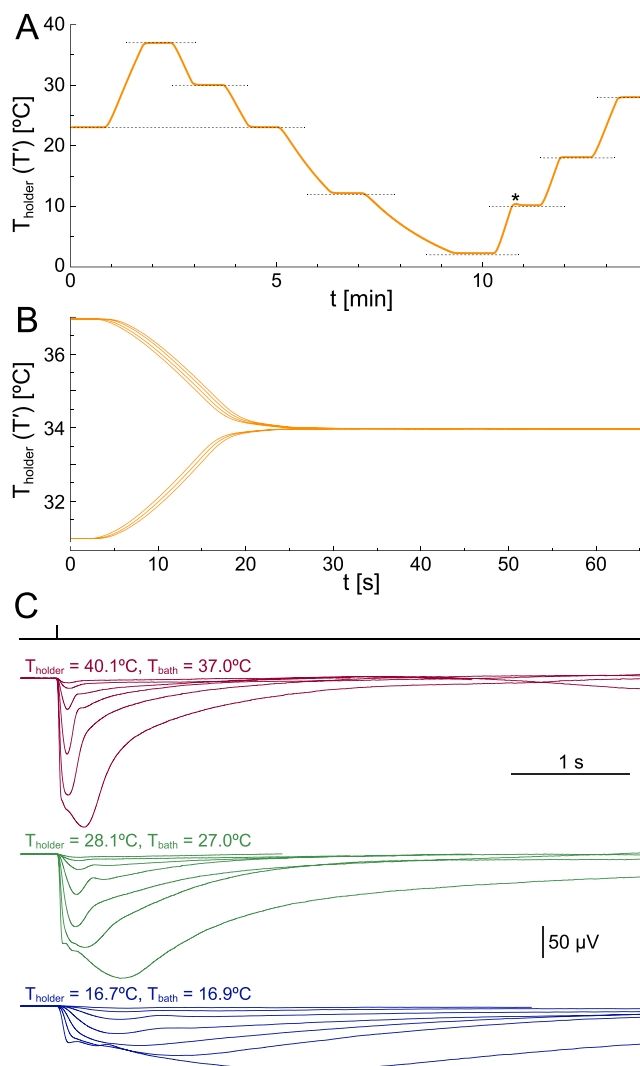 A
T_holder (T′) [ºC]
40
30
20
10
0
*
0
5
10
t [min]
B
T_holder (T′) [ºC]
36
34
32
0
10
20
30
40
50
60
t [s]
C
T_holder = 40.1ºC, T_bath = 37.0ºC
1 s
T_holder = 28.1ºC, T_bath = 27.0ºC
50 µV
T_holder = 16.7ºC, T_bath = 16.9ºC